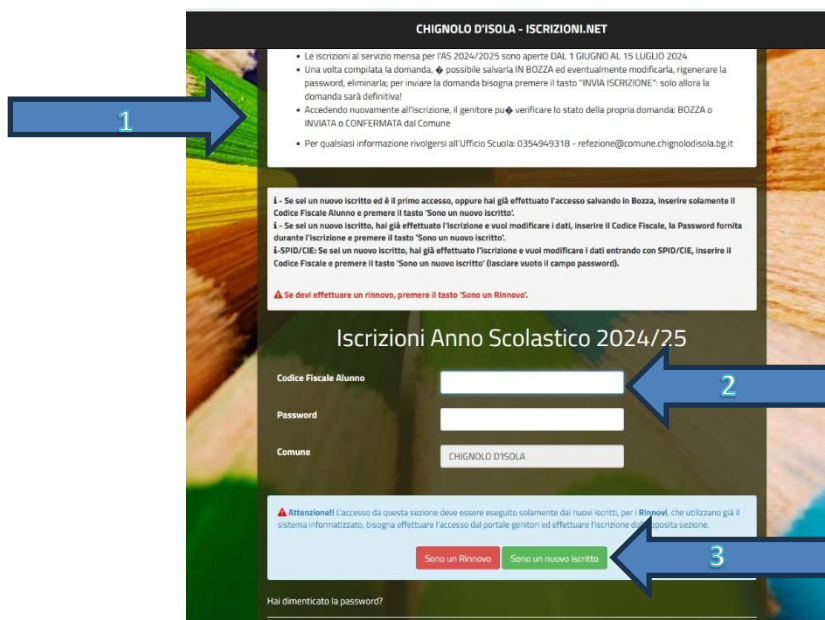 CHIGNOLO D'ISOLA - ISCRIZIONI.NET
• Le iscrizioni al servizio mensa per l'AS 2024/2025 sono aperte DAL 1 GIUGNO AL 15 LUGLIO 2024
• Una volta compilata la domanda, � possibile salvarla IN BOZZA ed eventualmente modificarla, rigenerare la
password, eliminarla; per inviare la domanda bisogna premere il tasto "INVIA ISCRIZIONE": solo allora la
domanda sarà definitiva!
• Accedendo nuovamente all'iscrizione, il genitore pu� verificare lo stato della propria domanda: BOZZA o
INVIATA o CONFERMATA dal Comune
1
• Per qualsiasi informazione rivolgersi all'Ufficio Scuola: 0354949318 - refezione@comune.chignolodisola.bg.it
i - Se sei un nuovo iscritto ed è il primo accesso, oppure hai già effettuato l'accesso salvando in Bozza, inserire solamente il
Codice Fiscale Alunno e premere il tasto 'Sono un nuovo Iscritto'.
i - Se sei un nuovo iscritto, hai già effettuato l'iscrizione e vuoi modificare i dati, inserire il Codice Fiscale, la Password fornita
durante l'iscrizione e premere il tasto 'Sono un nuovo iscritto'.
i-SPID/CIE: Se sei un nuovo iscritto, hai già effettuato l'iscrizione e vuoi modificare i dati entrando con SPID/CIE, inserire il
Codice Fiscale e premere il tasto 'Sono un nuovo iscritto' (lasciare vuoto il campo password).
Se devi effettuare un rinnovo, premere il tasto 'Sono un Rinnovo'.
Iscrizioni Anno Scolastico 2024/25
Codice Fiscale Alunno
2
Password
Comune
CHIGNOLO D'ISOLA
Attenzione!! L'accesso da questa sezione deve essere eseguito solamente dai nuovi iscritti, per i Rinnovi, che utilizzano già il
sistema informatizzato, bisogna effettuare l'accesso dal portale genitori ed effettuare l'iscrizione dall'apposita sezione.
Sono un Rinnovo
Sono un nuovo iscritto
3
Hai dimenticato la password?